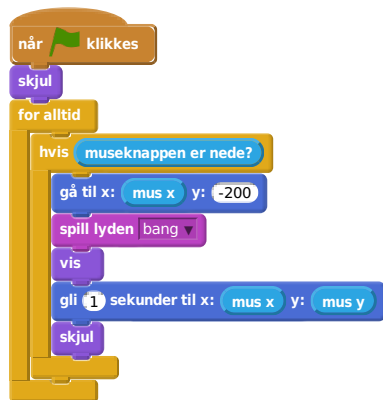 når klikkes
skjul
for alltid
hvis museknappen er nede?
gå til x: mus x y: -200
spill lyden bang
vis
gli 1 sekunder til x: mus x y: mus y
skjul